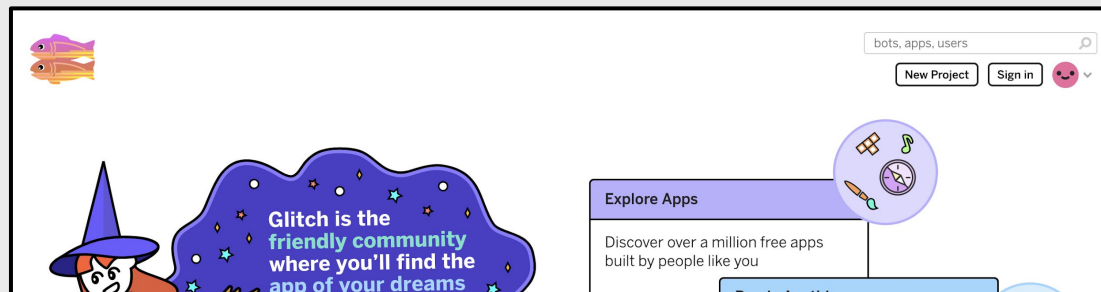 bots, apps, users
New Project
Sign in
Glitch is the
friendly community
where you'll find the
app of your dreams
Explore Apps
Discover over a million free apps
built by people like you